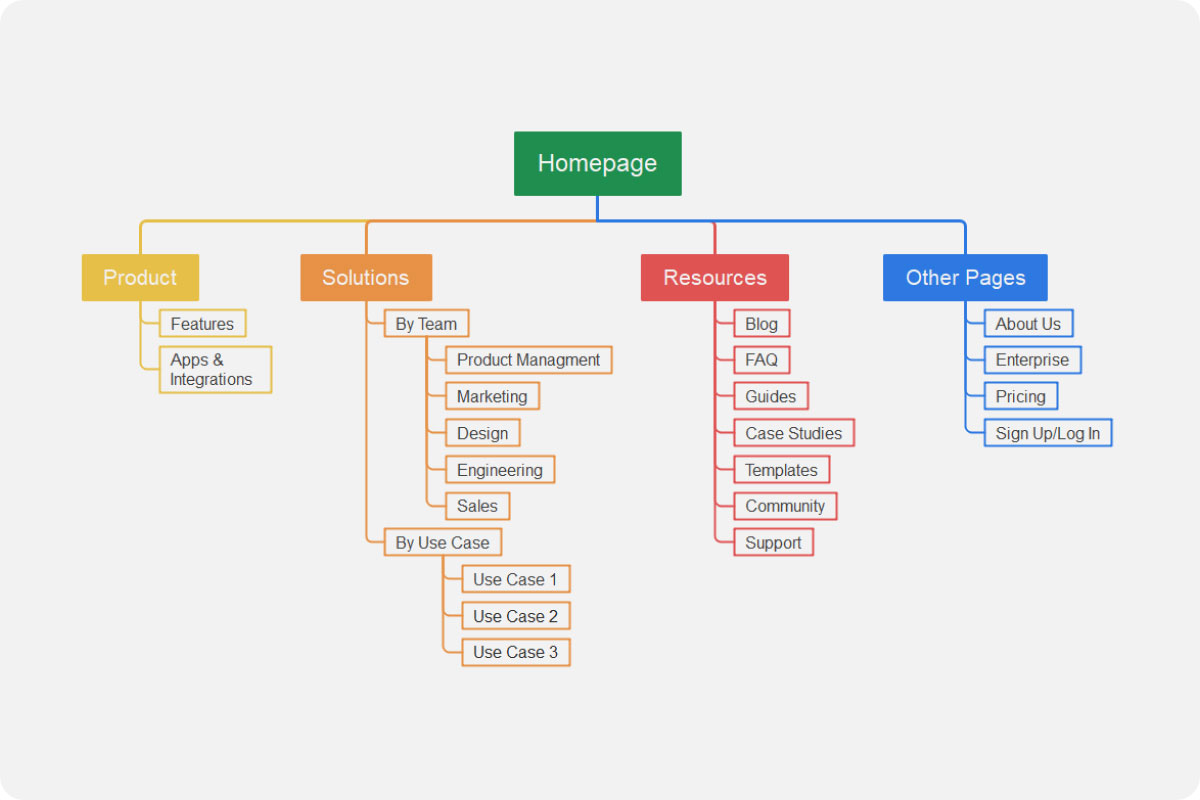 Homepage
Product
Features
Apps &
Integrations
Solutions
By Team
Product Managment
Marketing
Design
Engineering
Sales
By Use Case
Use Case 1
Use Case 2
Use Case 3
Resources
Blog
FAQ
Guides
Case Studies
Templates
Community
Support
Other Pages
About Us
Enterprise
Pricing
Sign Up/Log In